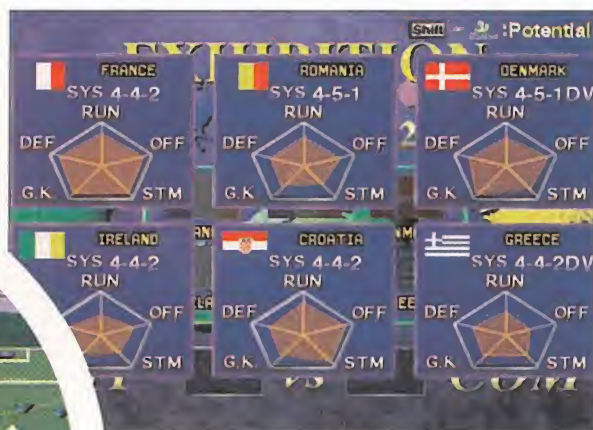 Shift - :Potential
EXHIBITION
FRANCE
SYS 4-4-2
RUN
DEF OFF
G.K. STM
ROMANIA
SYS 4-5-1
RUN
DEF OFF
G.K. STM
DENMARK
SYS 4-5-1DV
RUN
DEF OFF
G.K. STM
IRELAND
SYS 4-4-2
RUN
OFF
STM
CROATIA
SYS 4-4-2
RUN
DEF OFF
G.K. STM
GREECE
SYS 4-4-2DV
RUN
DEF OFF
G.K. STM
VS COM